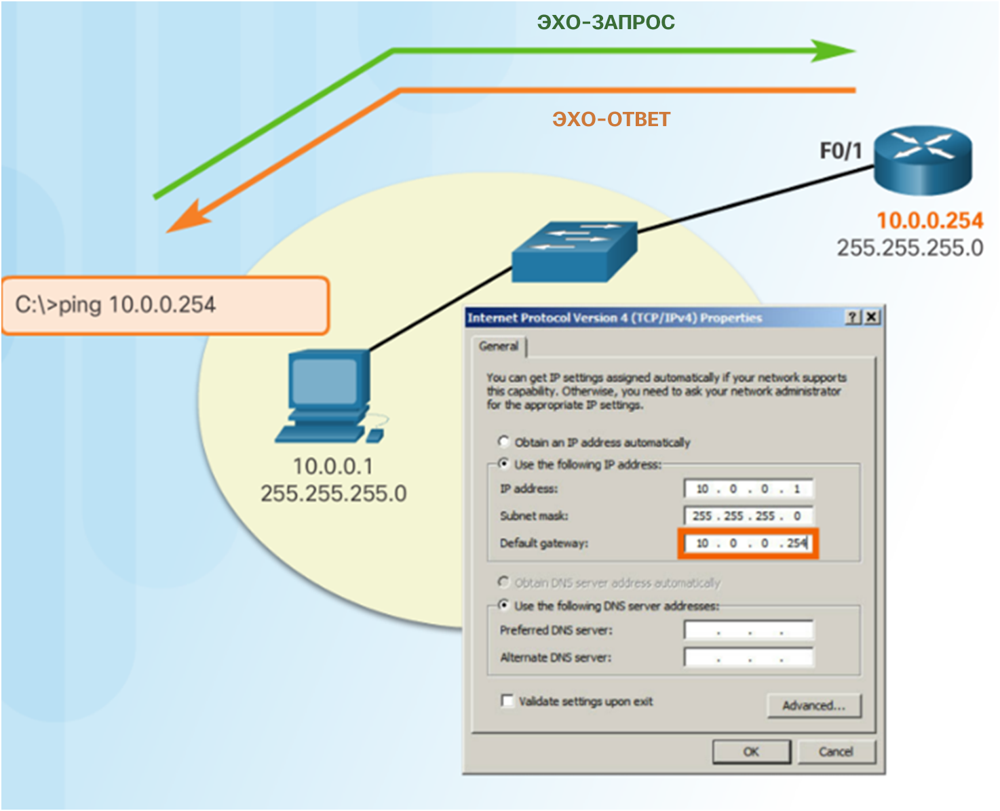 ЭХО-ЗАПРОС
ЭХО-ОТВЕТ
F0/1
10.0.0.254
255.255.255.0
C:\>ping 10.0.0.254
10.0.0.1
255.255.255.0
Internet Protocol Version 4 (TCP/IPv4) Properties
General
You can get IP settings assigned automatically if your network supports
this capability. Otherwise, you need to ask your network administrator
for the appropriate IP settings.
Obtain an IP address automatically
Use the following IP address:
IP address: 10 . 0 . 0 . 1
Subnet mask: 255 . 255 . 255 . 0
Default gateway: 10 . 0 . 0 . 254
Obtain DNS server address automatically
Use the following DNS server addresses:
Preferred DNS server: . . .
Alternate DNS server: . . .
Validate settings upon exit
Advanced...
OK Cancel